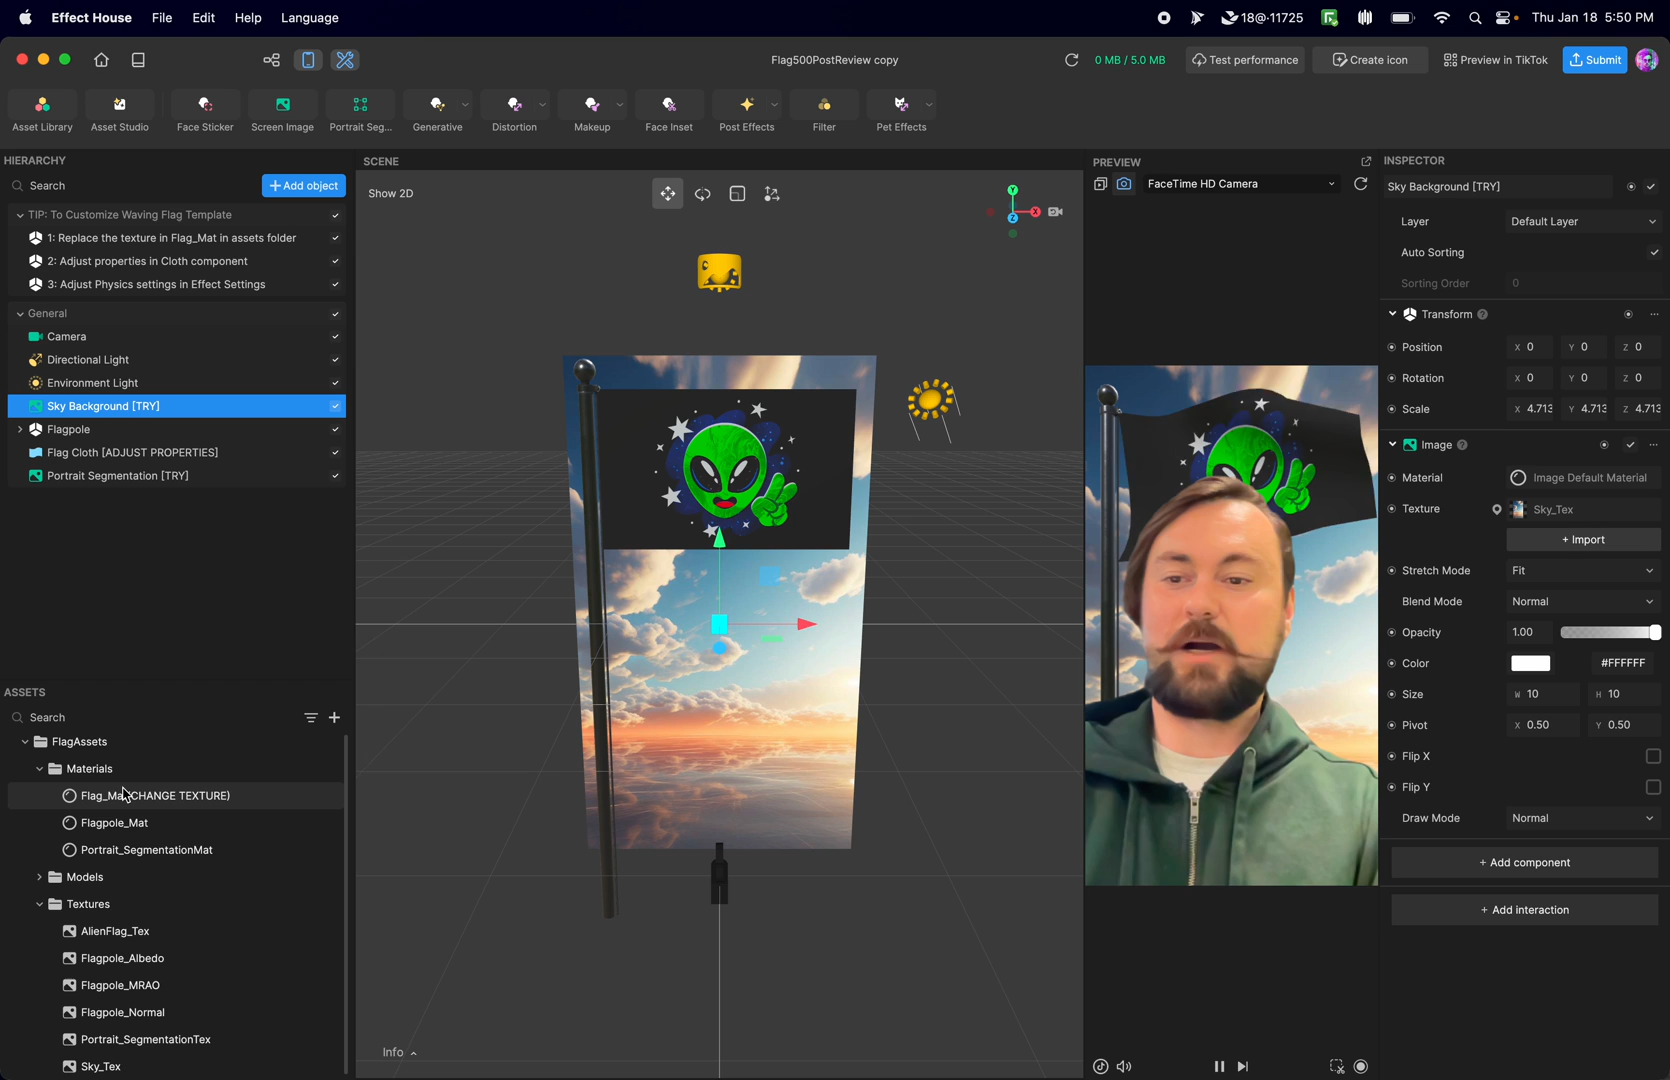 Effect House File Edit Help Language 18@·11725 Thu Jan 18 5:50 PM
Flag500PostReview copy 0 MB / 5.0 MB Test performance Create icon Preview in TikTok Submit
Asset Library Asset Studio Face Sticker Screen Image Portrait Seg... Generative Distortion Makeup Face Inset Post Effects Filter Pet Effects
HIERARCHY
Search +Add object
TIP: To Customize Waving Flag Template
1: Replace the texture in Flag_Mat in assets folder
2: Adjust properties in Cloth component
3: Adjust Physics settings in Effect Settings
General
Camera
Directional Light
Environment Light
Sky Background [TRY]
Flagpole
Flag Cloth [ADJUST PROPERTIES]
Portrait Segmentation [TRY]
ASSETS
Search
FlagAssets
Materials
CHANGE TEXTURE)
Flagpole_Mat
Portrait_SegmentationMat
Models
Textures
AlienFlag_Tex
Flagpole_Albedo
Flagpole_MRAO
Flagpole_Normal
Portrait_SegmentationTex
Sky_Tex
SCENE
Show 2D
Y
X
Z
Info
PREVIEW
FaceTime HD Camera
INSPECTOR
Sky Background [TRY]
Layer Default Layer
Auto Sorting
Sorting Order 0
Transform ?
Position X 0 Y 0 Z 0
Rotation X 0 Y 0 Z 0
Scale X 4.713 Y 4.713 Z 4.713
Image ?
Material Image Default Material
Texture Sky_Tex
+ Import
Stretch Mode Fit
Blend Mode Normal
Opacity 1.00
Color #FFFFFF
Size W 10 H 10
Pivot X 0.50 Y 0.50
Flip X
Flip Y
Draw Mode Normal
+ Add component
+ Add interaction